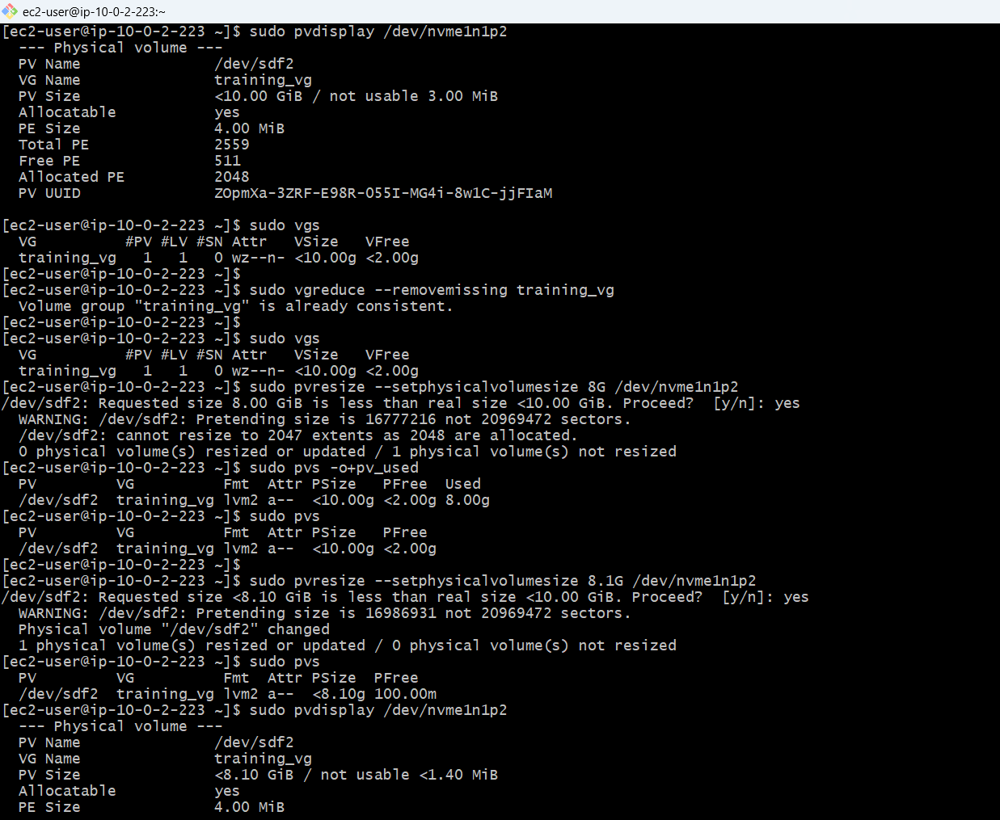 ec2-user@ip-10-0-2-223:~
[ec2-user@ip-10-0-2-223 ~]$ sudo pvdisplay /dev/nvme1n1p2
  --- Physical volume ---
  PV Name               /dev/sdf2
  VG Name               training_vg
  PV Size               <10.00 GiB / not usable 3.00 MiB
  Allocatable           yes
  PE Size               4.00 MiB
  Total PE              2559
  Free PE               511
  Allocated PE          2048
  PV UUID               ZOpmXa-3ZRF-E98R-O55I-MG4i-8w1C-jjFIaM

[ec2-user@ip-10-0-2-223 ~]$ sudo vgs
  VG          #PV #LV #SN Attr   VSize   VFree
  training_vg   1   1   0 wz--n- <10.00g <2.00g
[ec2-user@ip-10-0-2-223 ~]$
[ec2-user@ip-10-0-2-223 ~]$ sudo vgreduce --removemissing training_vg
  Volume group "training_vg" is already consistent.
[ec2-user@ip-10-0-2-223 ~]$
[ec2-user@ip-10-0-2-223 ~]$ sudo vgs
  VG          #PV #LV #SN Attr   VSize   VFree
  training_vg   1   1   0 wz--n- <10.00g <2.00g
[ec2-user@ip-10-0-2-223 ~]$ sudo pvresize --setphysicalvolumesize 8G /dev/nvme1n1p2
/dev/sdf2: Requested size 8.00 GiB is less than real size <10.00 GiB. Proceed?  [y/n]: yes
  WARNING: /dev/sdf2: Pretending size is 16777216 not 20969472 sectors.
  /dev/sdf2: cannot resize to 2047 extents as 2048 are allocated.
  0 physical volume(s) resized or updated / 1 physical volume(s) not resized
[ec2-user@ip-10-0-2-223 ~]$ sudo pvs -o+pv_used
  PV         VG          Fmt  Attr PSize   PFree  Used
  /dev/sdf2  training_vg lvm2 a--  <10.00g <2.00g 8.00g
[ec2-user@ip-10-0-2-223 ~]$ sudo pvs
  PV         VG          Fmt  Attr PSize   PFree
  /dev/sdf2  training_vg lvm2 a--  <10.00g <2.00g
[ec2-user@ip-10-0-2-223 ~]$
[ec2-user@ip-10-0-2-223 ~]$ sudo pvresize --setphysicalvolumesize 8.1G /dev/nvme1n1p2
/dev/sdf2: Requested size <8.10 GiB is less than real size <10.00 GiB. Proceed?  [y/n]: yes
  WARNING: /dev/sdf2: Pretending size is 16986931 not 20969472 sectors.
  Physical volume "/dev/sdf2" changed
  1 physical volume(s) resized or updated / 0 physical volume(s) not resized
[ec2-user@ip-10-0-2-223 ~]$ sudo pvs
  PV         VG          Fmt  Attr PSize  PFree
  /dev/sdf2  training_vg lvm2 a--  <8.10g 100.00m
[ec2-user@ip-10-0-2-223 ~]$ sudo pvdisplay /dev/nvme1n1p2
  --- Physical volume ---
  PV Name               /dev/sdf2
  VG Name               training_vg
  PV Size               <8.10 GiB / not usable <1.40 MiB
  Allocatable           yes
  PE Size               4.00 MiB